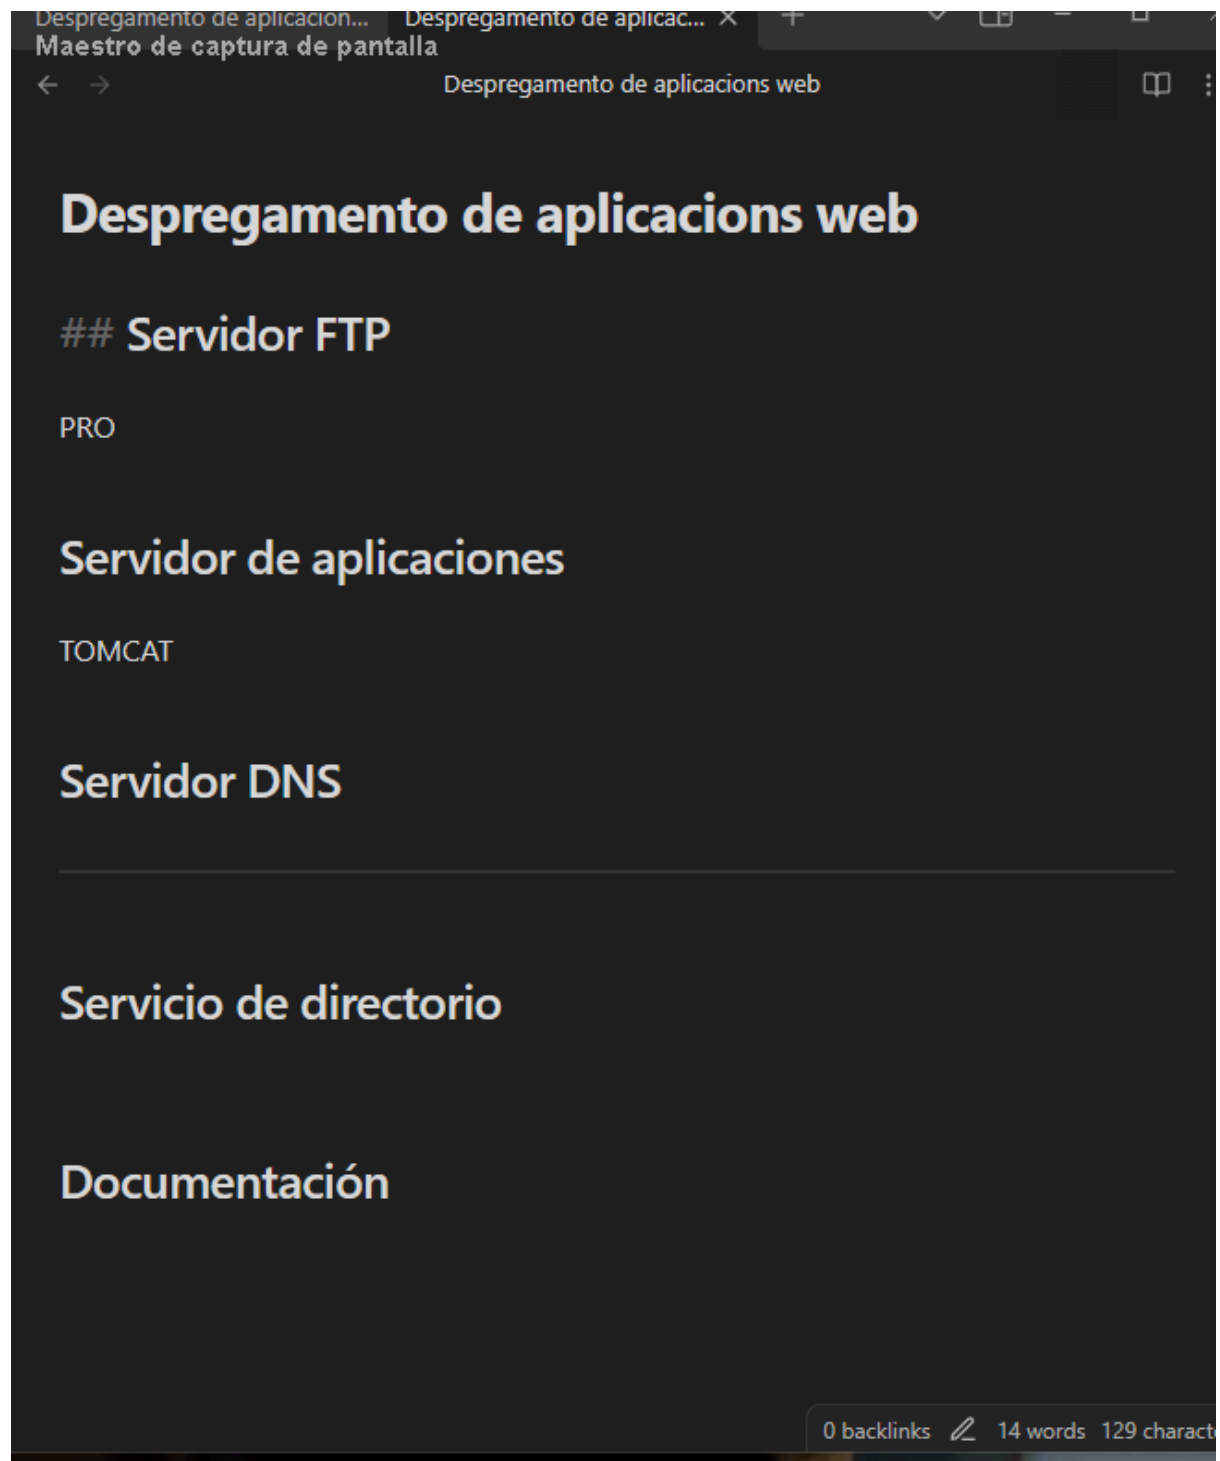 Despregamento de aplicacion... Despregamento de aplicac...
Maestro de captura de pantalla
Despregamento de aplicacions web
Despregamento de aplicacions web
## Servidor FTP
PRO
Servidor de aplicaciones
TOMCAT
Servidor DNS
Servicio de directorio
Documentación
0 backlinks 14 words 129 characte